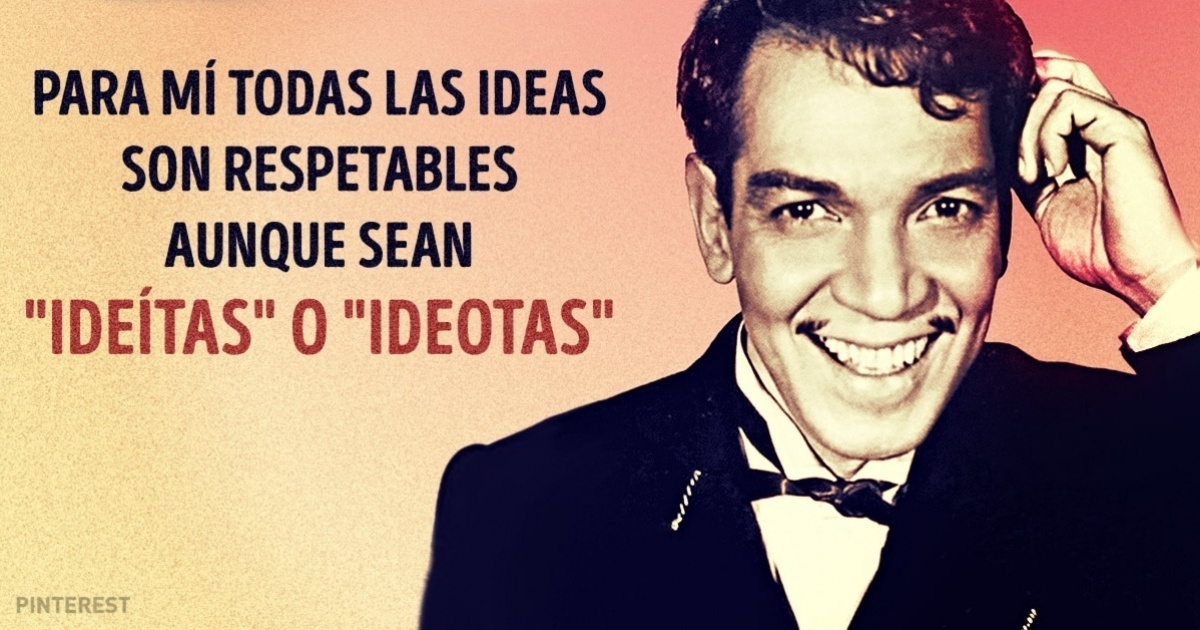 PARA MÍ TODAS LAS IDEAS
SON RESPETABLES
AUNQUE SEAN
"IDEÍTAS" O "IDEOTAS"
PINTEREST